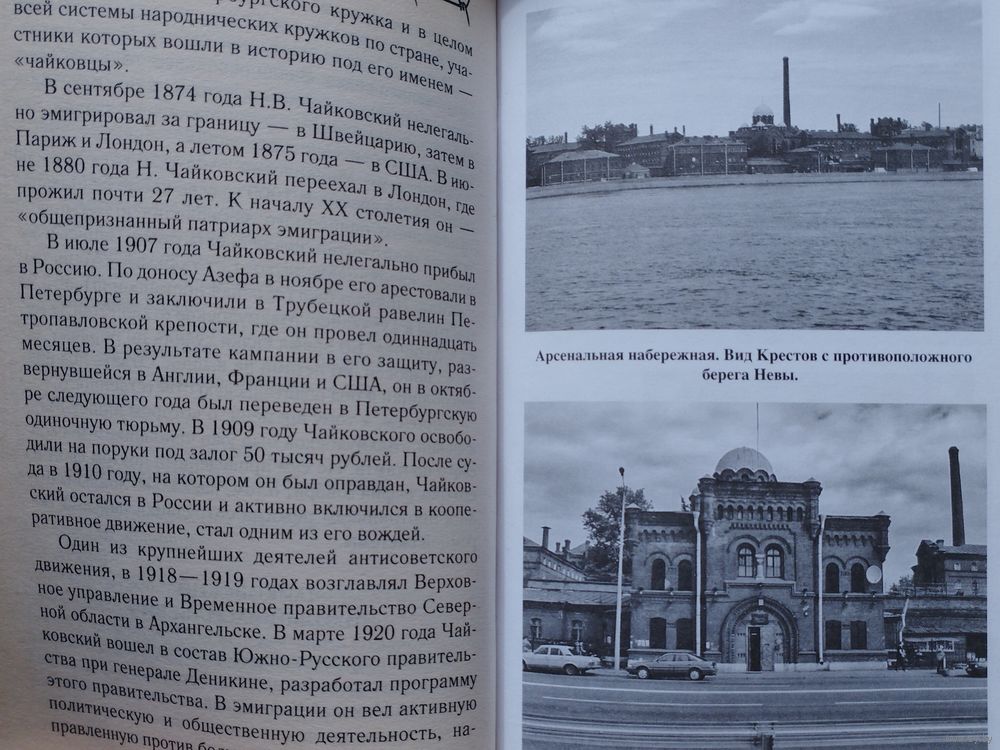 бургского кружка и в целом
всей системы народнических кружков по стране, уча-
стники которых вошли в историю под его именем —
«чайковцы».
В сентябре 1874 года Н.В. Чайковский нелегаль-
но эмигрировал за границу — в Швейцарию, затем в
Париж и Лондон, а летом 1875 года — в США. В ию-
не 1880 года Н. Чайковский переехал в Лондон, где
прожил почти 27 лет. К началу XX столетия он —
«общепризнанный патриарх эмиграции».
В июле 1907 года Чайковский нелегально прибыл
в Россию. По доносу Азефа в ноябре его арестовали в
Петербурге и заключили в Трубецкой равелин Пе-
тропавловской крепости, где он провел одиннадцать
месяцев. В результате кампании в его защиту, раз-
вернувшейся в Англии, Франции и США, он в октяб-
ре следующего года был переведен в Петербургскую
одиночную тюрьму. В 1909 году Чайковского освобо-
дили на поруки под залог 50 тысяч рублей. После су-
да в 1910 году, на котором он был оправдан, Чайков-
ский остался в России и активно включился в коопе-
ративное движение, стал одним из его вождей.
Один из крупнейших деятелей антисоветского
движения, в 1918—1919 годах возглавлял Верхов-
ное управление и Временное правительство Север-
ной области в Архангельске. В марте 1920 года Чай-
ковский вошел в состав Южно-Русского правитель-
ства при генерале Деникине, разработал программу
этого правительства. В эмиграции он вел активную
политическую и общественную деятельность, на-
правленную против
Арсенальная набережная. Вид Крестов с противоположного
берега Невы.